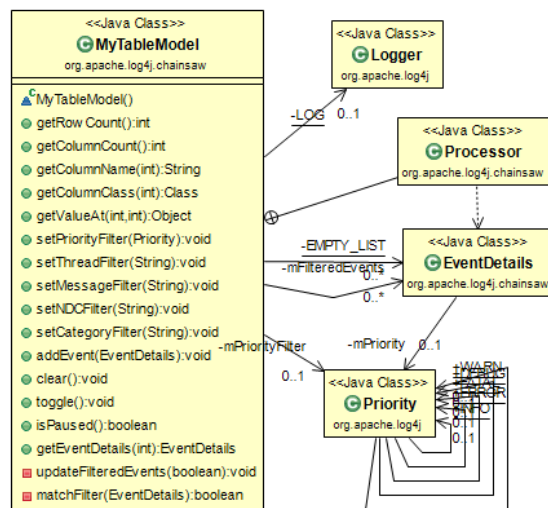 <<Java Class>>
MyTableModel
org.apache.log4j.chainsaw
MyTableModel()
getRowCount():int
getColumnCount():int
getColumnName(int):String
getColumnClass(int):Class
getValueAt(int,int):Object
setPriorityFilter(Priority):void
setThreadFilter(String):void
setMessageFilter(String):void
setNDCFilter(String):void
setCategoryFilter(String):void
addEvent(EventDetails):void
clear():void
toggle():void
isPaused():boolean
getEventDetails(int):EventDetails
updateFilteredEvents(boolean):void
matchFilter(EventDetails):boolean
<<Java Class>>
Logger
org.apache.log4j
-LOG
0..1
<<Java Class>>
Processor
org.apache.log4j.chainsaw
-EMPTY_LIST
0..*
-mFilteredEvents
0..*
<<Java Class>>
EventDetails
org.apache.log4j.chainsaw
-mPriorityFilter
0..1
-mPriority
0..1
<<Java Class>>
Priority
org.apache.log4j
+WARN
+ERROR
+INFO
0..1
0..1